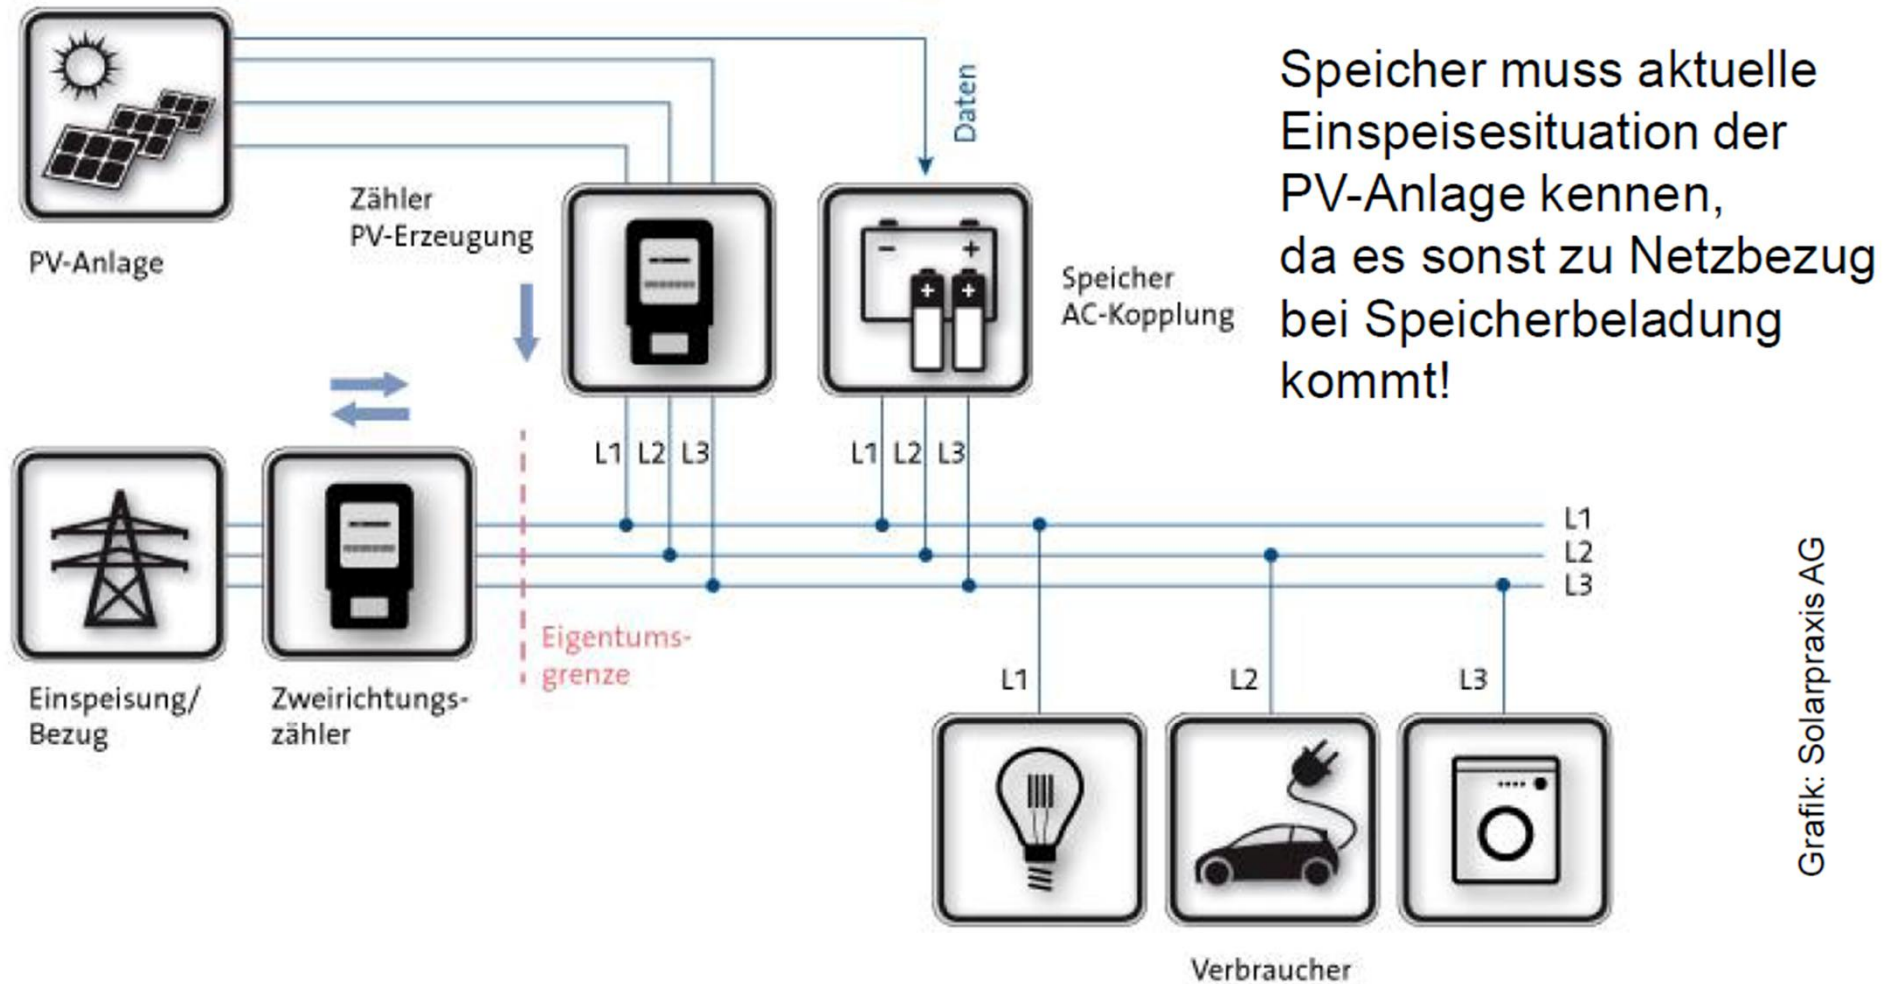 Speicher muss aktuelle
Einspeisesituation der
PV-Anlage kennen,
da es sonst zu Netzbezug
bei Speicherbeladung
kommt!
Daten
Zähler
PV-Erzeugung
PV-Anlage
Speicher
AC-Kopplung
L1 L2 L3
L1 L2 L3
L1
L2
L3
Eigentums-
grenze
Einspeisung/
Bezug
Zweirichtungs-
zähler
L1
L2
L3
Verbraucher
Grafik: Solarpraxis AG